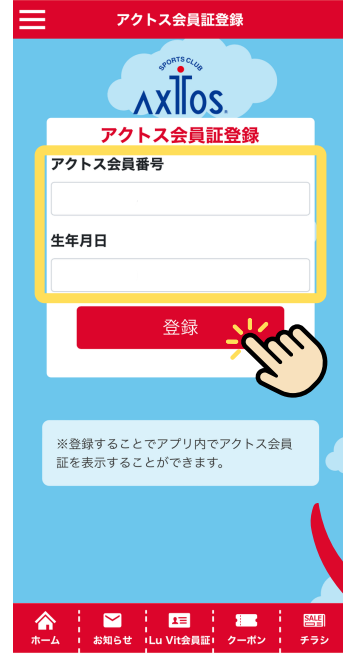 アクトス会員証登録
SPORTS CLUB
AXTOS.
アクトス会員証登録
アクトス会員番号
生年月日
登録
※登録することでアプリ内でアクトス会員
証を表示することができます。
SALE
ホーム お知らせ Lu Vit会員証 クーポン チラシ